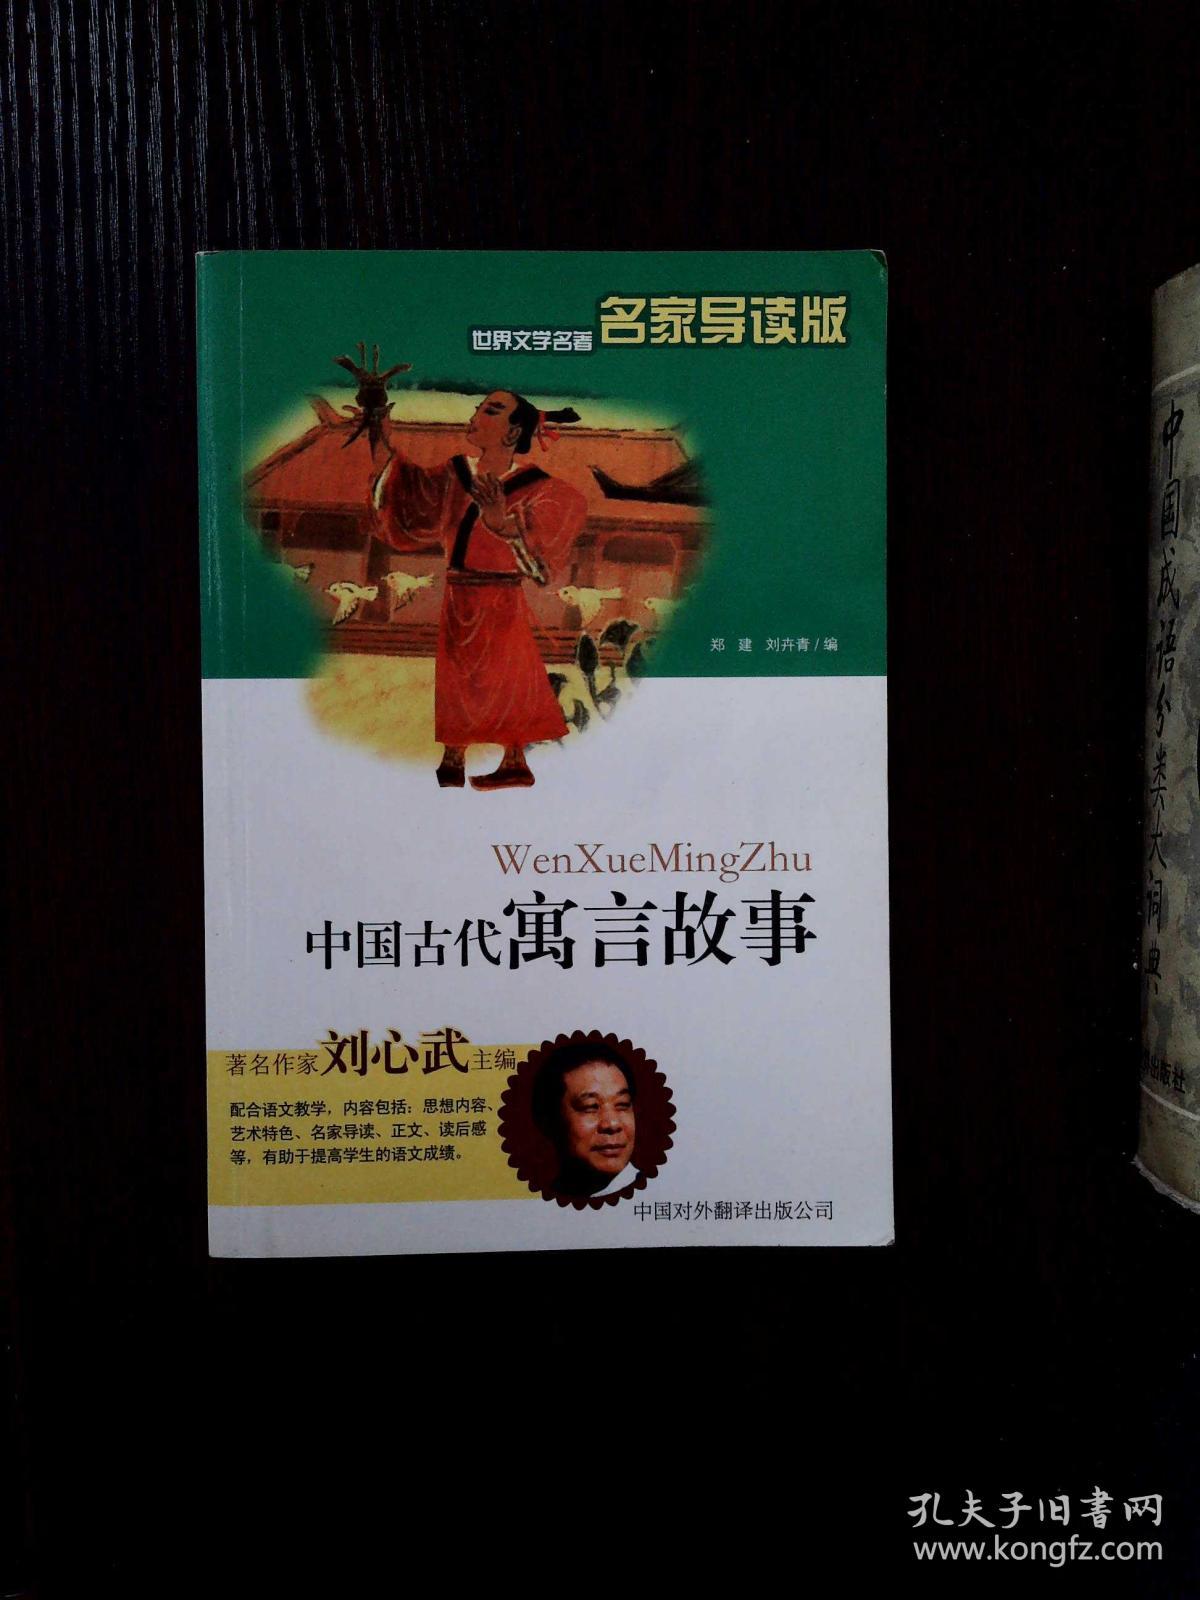 世界文学名著 名家导读版
郑 建 刘卉青/编
WenXueMingZhu
中国古代寓言故事
著名作家刘心武主编
配合语文教学，内容包括：思想内容、
艺术特色、名家导读、正文、读后感
等，有助于提高学生的语文成绩。
中国对外翻译出版公司
中国成语分类大词典
出版社
孔夫子旧书网
www.kongfz.com